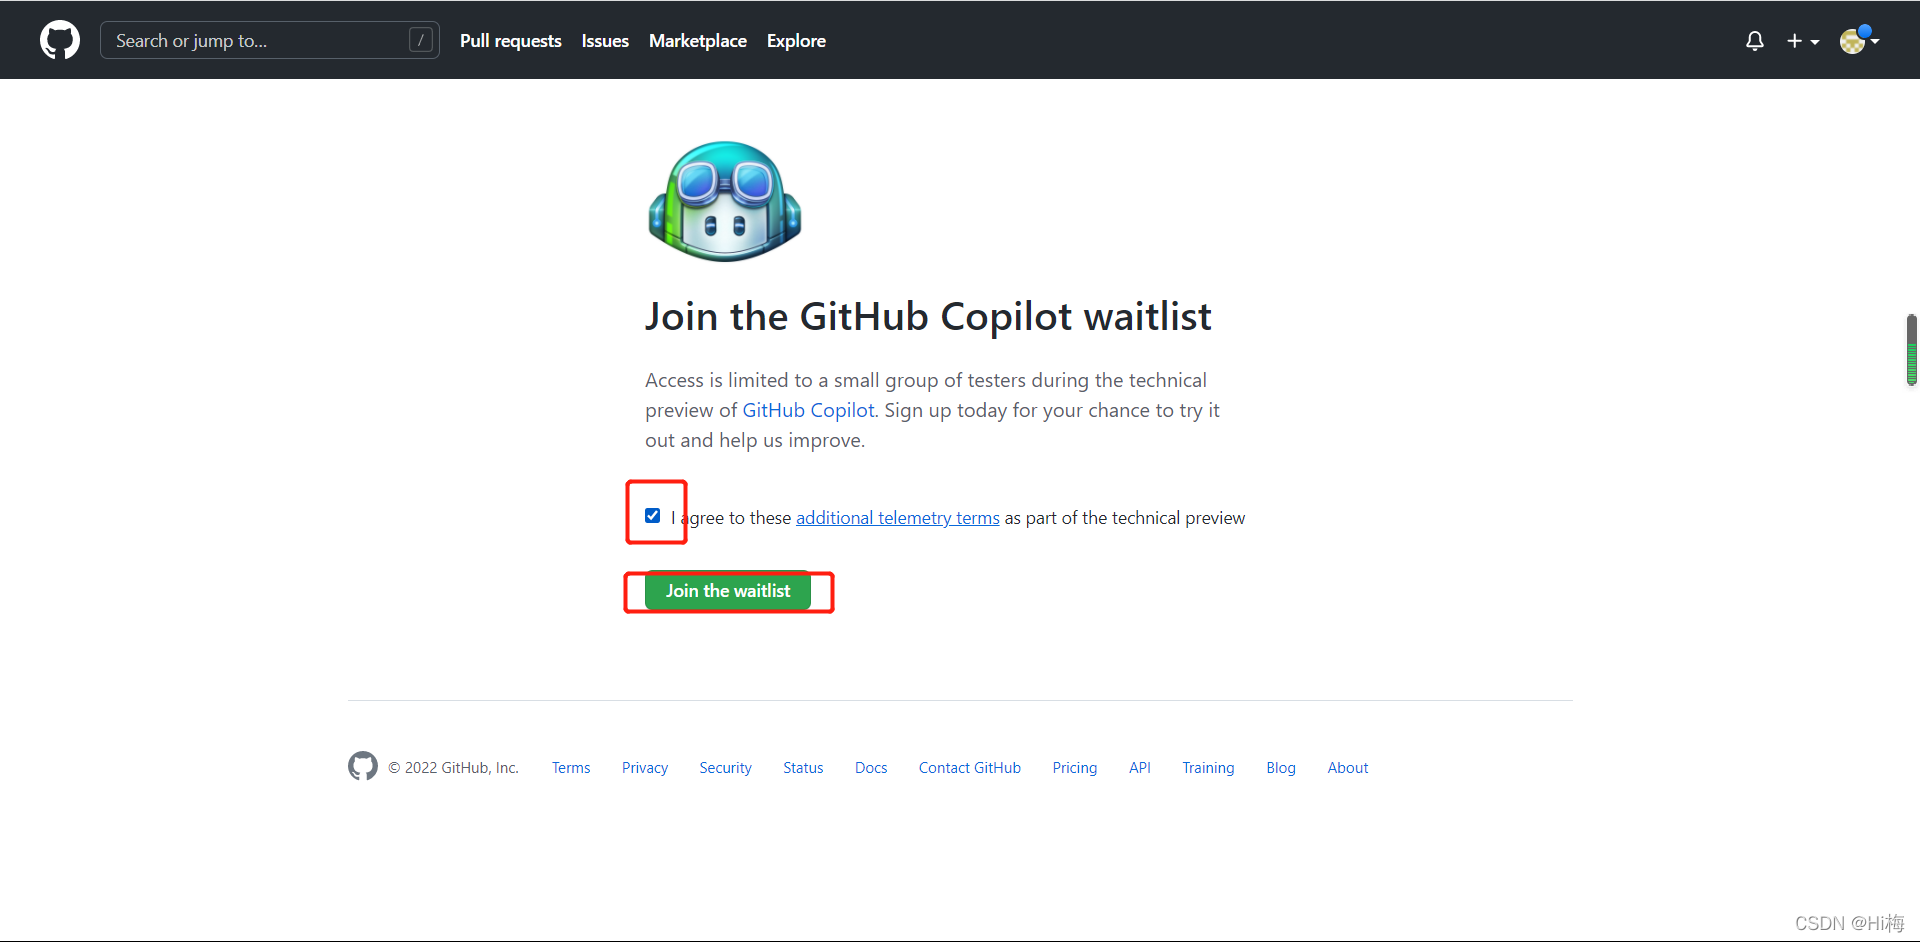 Search or jump to... /
Pull requests Issues Marketplace Explore
Join the GitHub Copilot waitlist
Access is limited to a small group of testers during the technical
preview of GitHub Copilot. Sign up today for your chance to try it
out and help us improve.
I agree to these additional telemetry terms as part of the technical preview
Join the waitlist
© 2022 GitHub, Inc. Terms Privacy Security Status Docs Contact GitHub Pricing API Training Blog About
CSDN @Hi梅